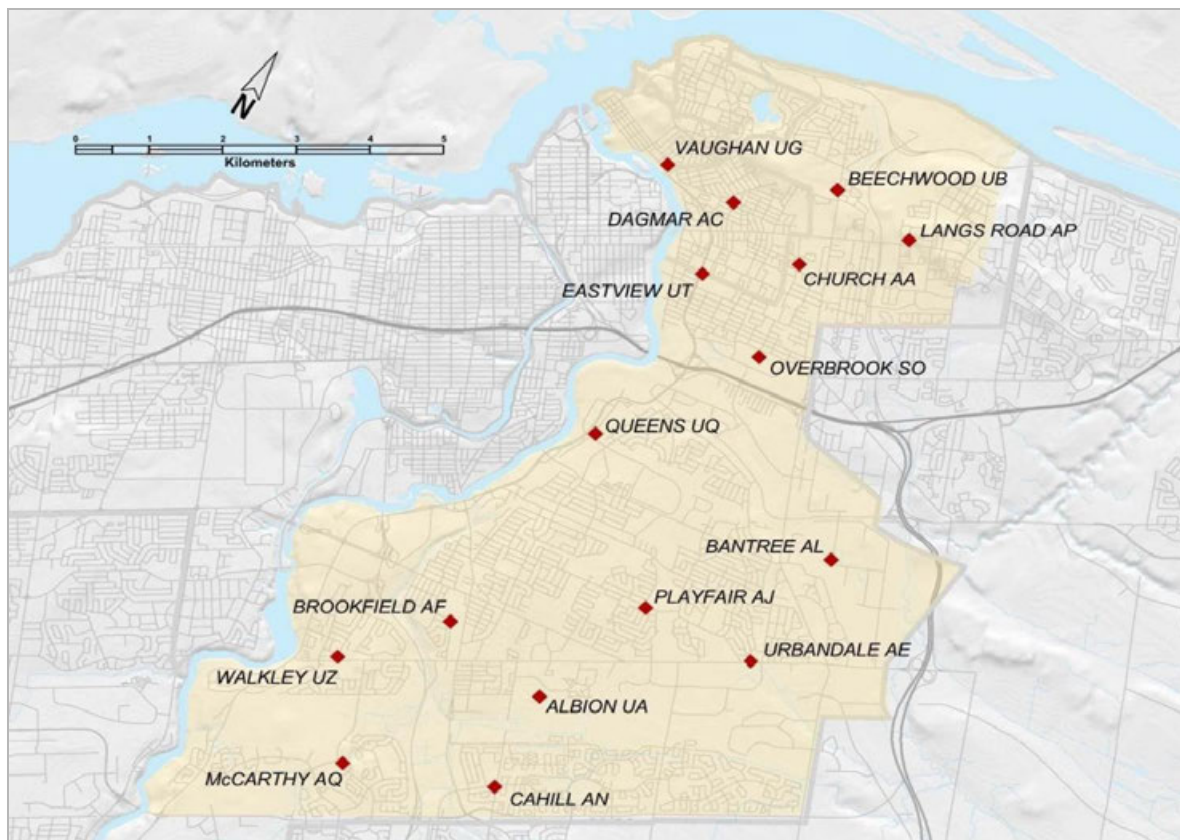 N
0 1 2 3 4 5
Kilometers
VAUGHAN UG
BEECHWOOD UB
DAGMAR AC
LANGS ROAD AP
CHURCH AA
EASTVIEW UT
OVERBROOK SO
QUEENS UQ
BANTREE AL
PLAYFAIR AJ
BROOKFIELD AF
URBANDALE AE
WALKLEY UZ
ALBION UA
McCARTHY AQ
CAHILL AN